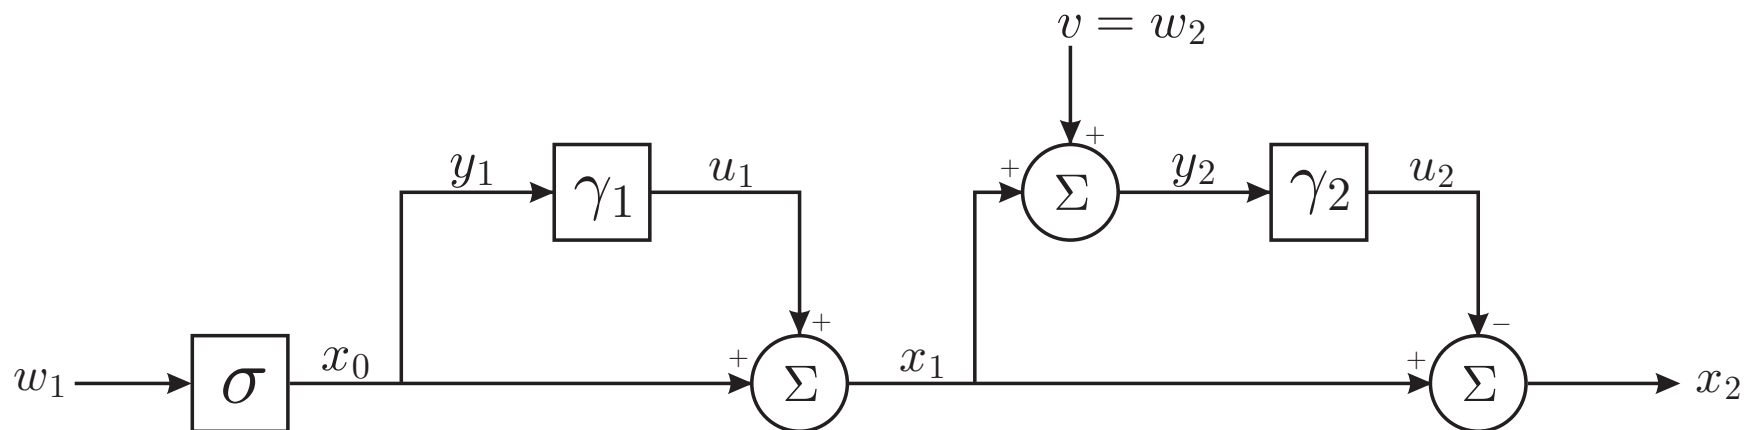 v = w₂
y₁
γ₁
u₁
+
+
+
Σ
y₂
γ₂
u₂
w₁
σ
x₀
+
Σ
x₁
+
−
Σ
x₂